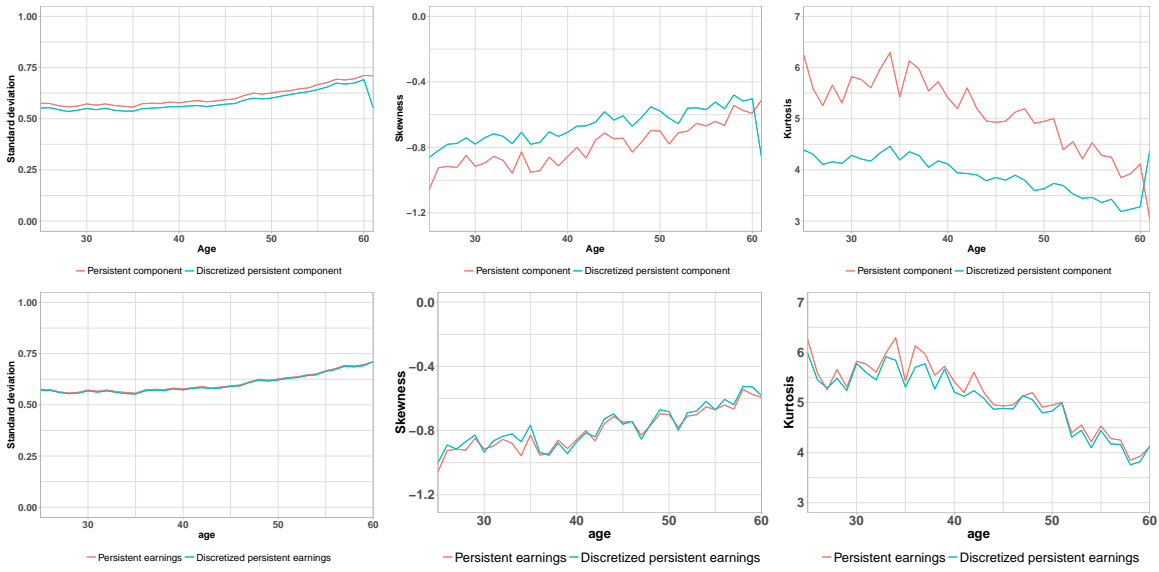 1.00
0.75
0.50
0.25
0.00
Standard deviation
30 40 50 60
Age
Persistent component Discretized persistent component
0.0
−0.4
−0.8
−1.2
Skewness
30 40 50 60
Age
Persistent component Discretized persistent component
7
6
5
4
3
Kurtosis
30 40 50 60
Age
Persistent component Discretized persistent component
1.00
0.75
0.50
0.25
0.00
Standard deviation
30 40 50 60
age
Persistent earnings Discretized persistent earnings
0.0
−0.4
−0.8
−1.2
Skewness
30 40 50 60
age
Persistent earnings Discretized persistent earnings
7
6
5
4
3
Kurtosis
30 40 50 60
age
Persistent earnings Discretized persistent earnings